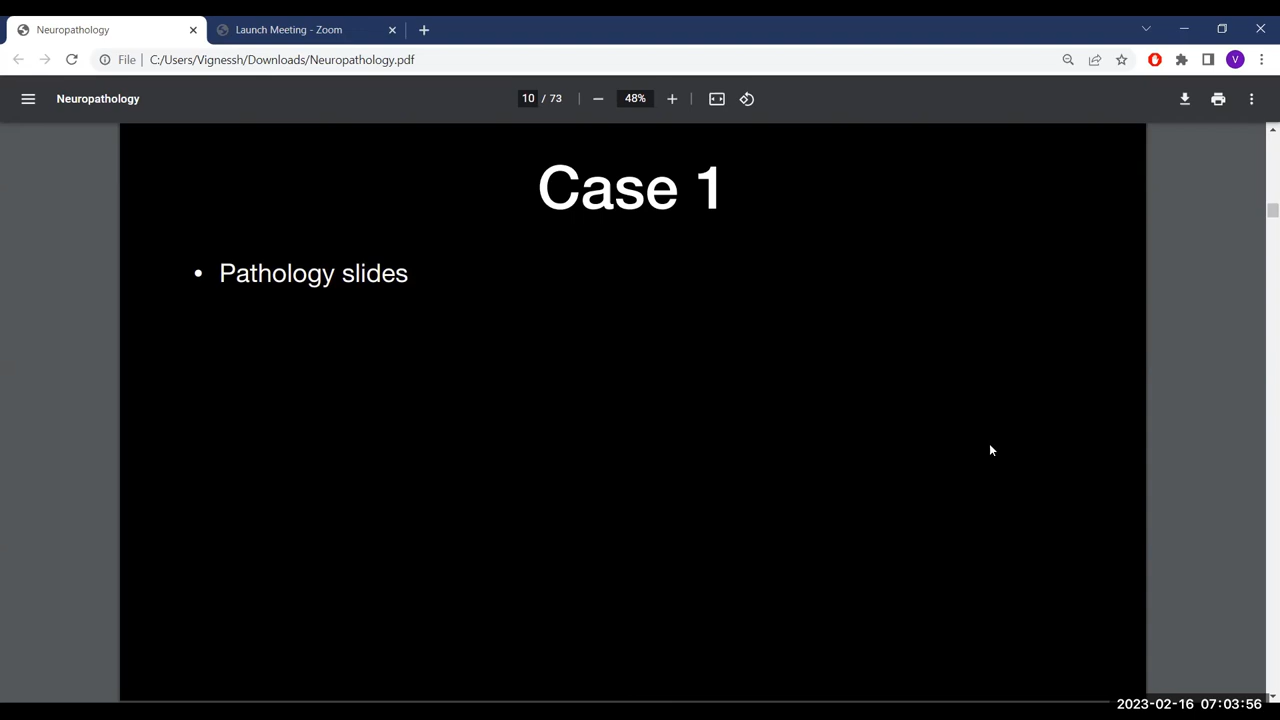 Neuropathology
Launch Meeting - Zoom
File
C:/Users/Vignessh/Downloads/Neuropathology.pdf
V
Neuropathology
10 / 73
48%
Case 1
• Pathology slides
2023-02-16 07:03:56